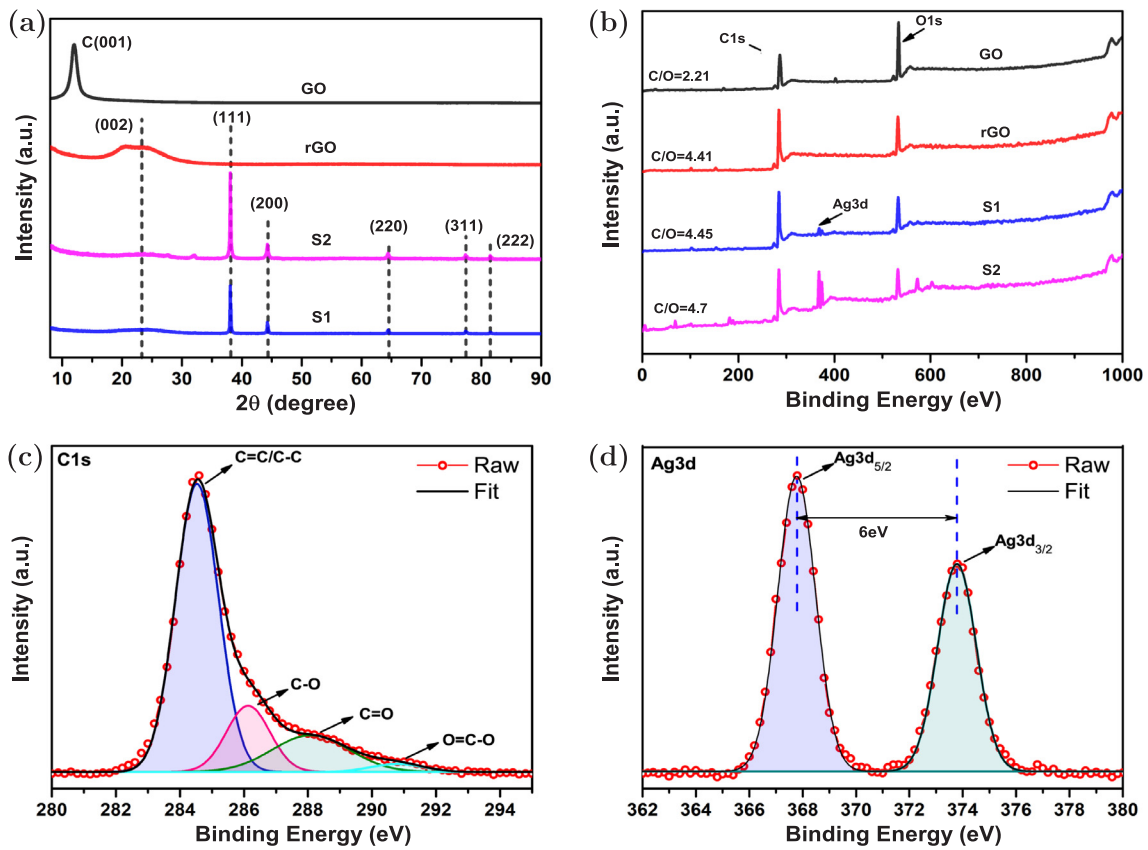 (a)
C(001)
GO
(002)
(111)
rGO
(200)
S2
(220)
(311)
(222)
S1
10 20 30 40 50 60 70 80 90
2θ (degree)
Intensity (a.u.)
(b)
O1s
C1s
GO
C/O=2.21
rGO
C/O=4.41
Ag3d
S1
C/O=4.45
S2
C/O=4.7
0 200 400 600 800 1000
Binding Energy (eV)
Intensity (a.u.)
(c)
C1s
C=C/C-C
Raw
Fit
C-O
C=O
O=C-O
280 282 284 286 288 290 292 294
Binding Energy (eV)
Intensity (a.u.)
(d)
Ag3d
Ag3d5/2
Raw
Fit
6eV
Ag3d3/2
362 364 366 368 370 372 374 376 378 380
Binding Energy (eV)
Intensity (a.u.)